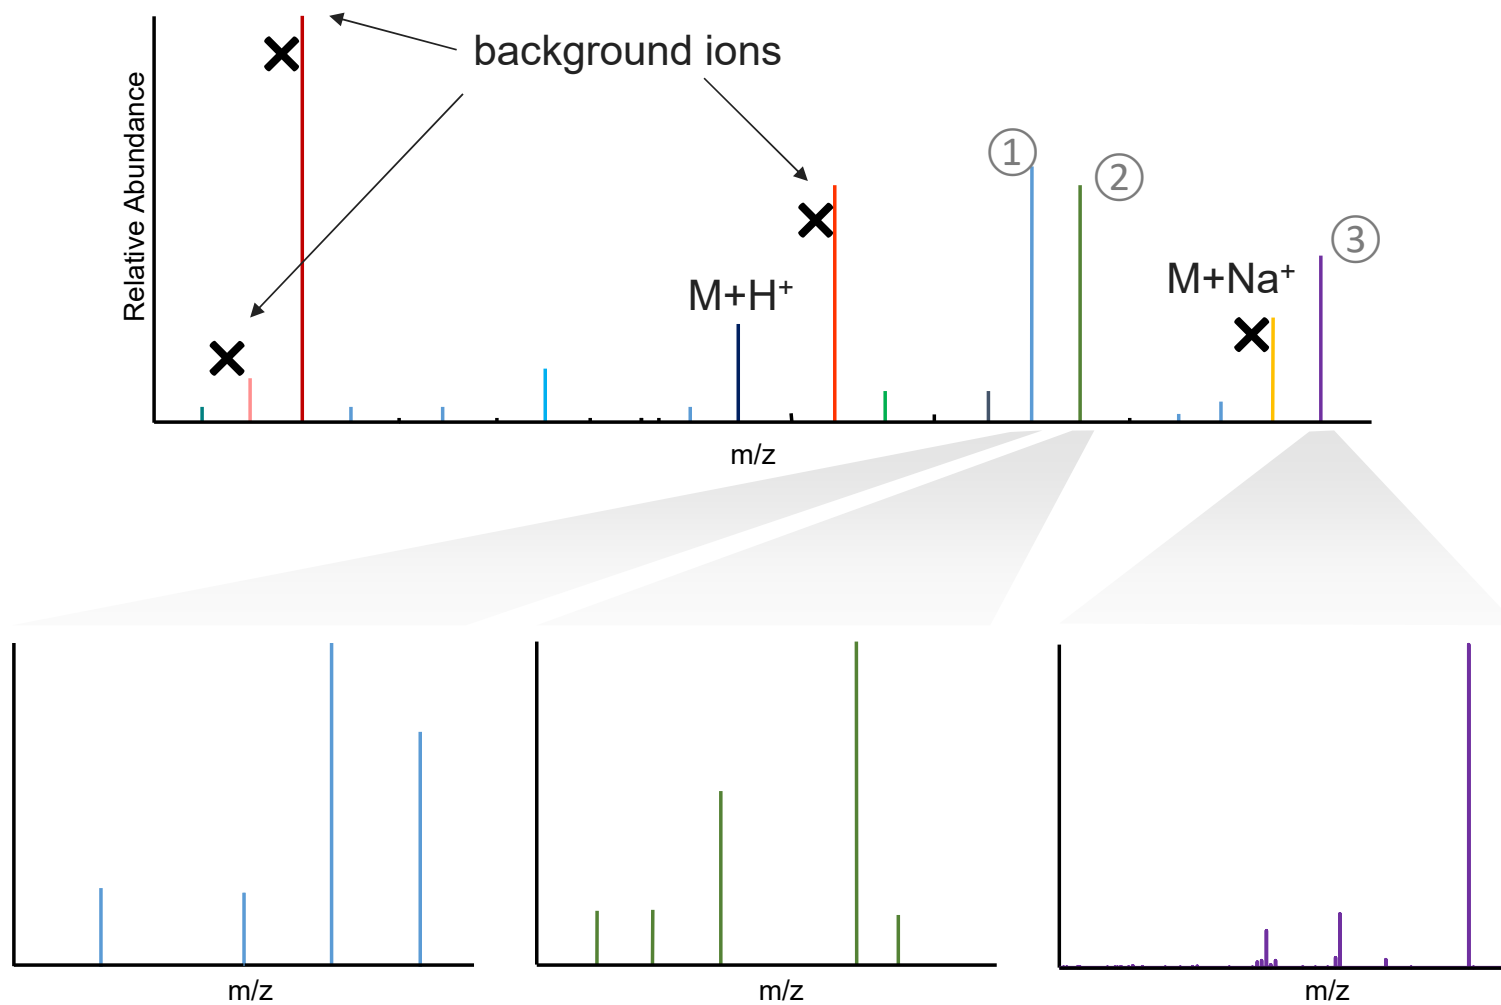 background ions
Relative Abundance
①
②
③
M+H⁺
M+Na⁺
m/z
m/z
m/z
m/z